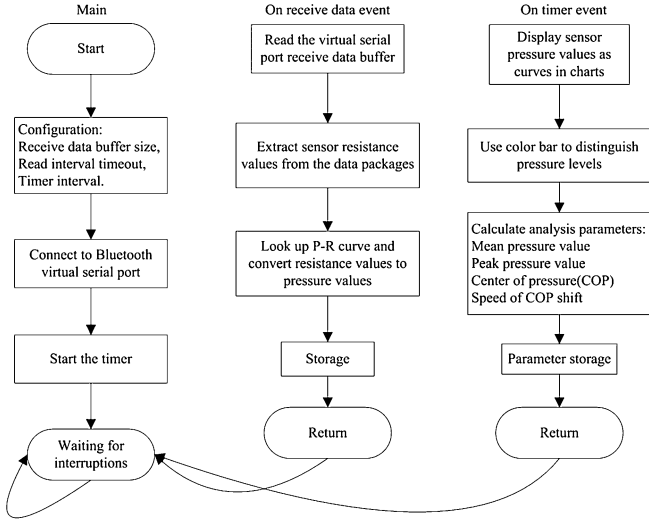 Main
Start
Configuration:
Receive data buffer size,
Read interval timeout,
Timer interval.
Connect to Bluetooth
virtual serial port
Start the timer
Waiting for
interruptions
On receive data event
Read the virtual serial
port receive data buffer
Extract sensor resistance
values from the data packages
Look up P-R curve and
convert resistance values to
pressure values
Storage
Return
On timer event
Display sensor
pressure values as
curves in charts
Use color bar to distinguish
pressure levels
Calculate analysis parameters:
Mean pressure value
Peak pressure value
Center of pressure(COP)
Speed of COP shift
Parameter storage
Return